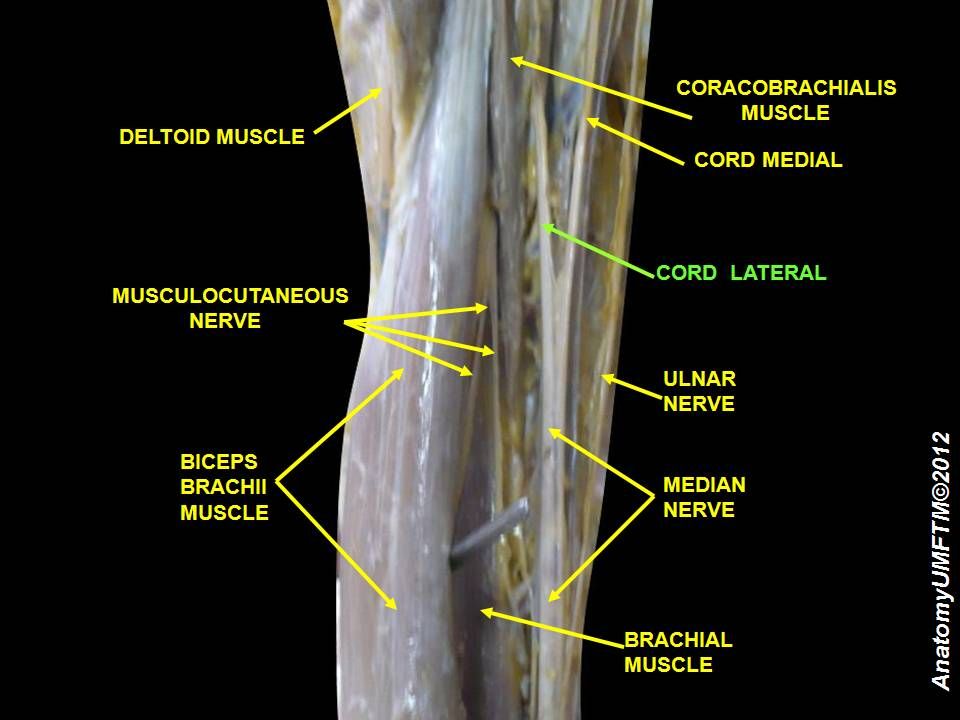 CORACOBRACHIALIS
MUSCLE
DELTOID MUSCLE
CORD MEDIAL
CORD LATERAL
MUSCULOCUTANEOUS
NERVE
ULNAR
NERVE
BICEPS
BRACHII
MUSCLE
MEDIAN
NERVE
BRACHIAL
MUSCLE
AnatomyUMFTM©2012